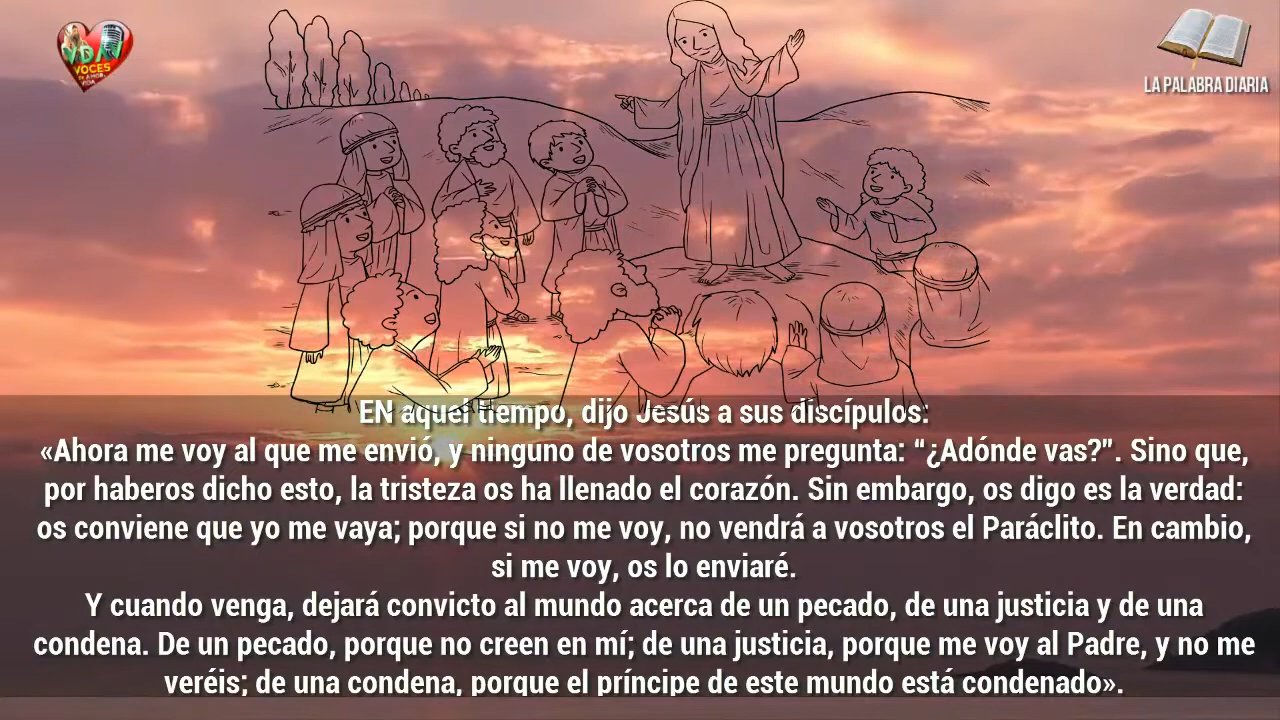 VDA
VOCES
DE AMOR
VIDA
LA PALABRA DIARIA
EN aquel tiempo, dijo Jesús a sus discípulos:
«Ahora me voy al que me envió, y ninguno de vosotros me pregunta: “¿Adónde vas?”. Sino que,
por haberos dicho esto, la tristeza os ha llenado el corazón. Sin embargo, os digo es la verdad:
os conviene que yo me vaya; porque si no me voy, no vendrá a vosotros el Paráclito. En cambio,
si me voy, os lo enviaré.
Y cuando venga, dejará convicto al mundo acerca de un pecado, de una justicia y de una
condena. De un pecado, porque no creen en mí; de una justicia, porque me voy al Padre, y no me
veréis; de una condena, porque el príncipe de este mundo está condenado».